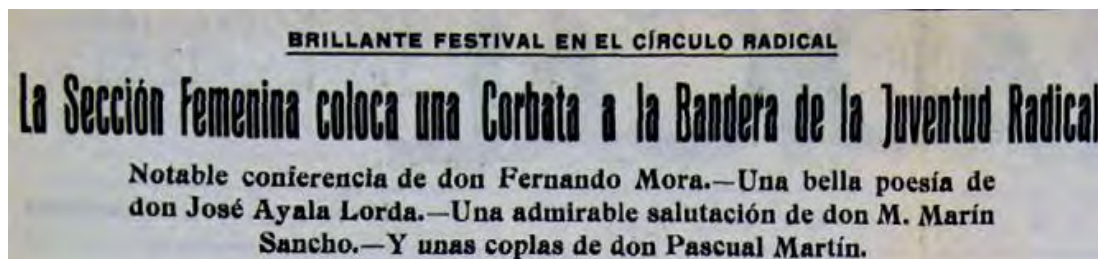 BRILLANTE FESTIVAL EN EL CÍRCULO RADICAL
La Sección Femenina coloca una Corbata a la Bandera de la Juventud Radical
Notable conierencia de don Fernando Mora.—Una bella poesía de
don José Ayala Lorda.—Una admirable salutación de don M. Marín
Sancho.—Y unas coplas de don Pascual Martín.